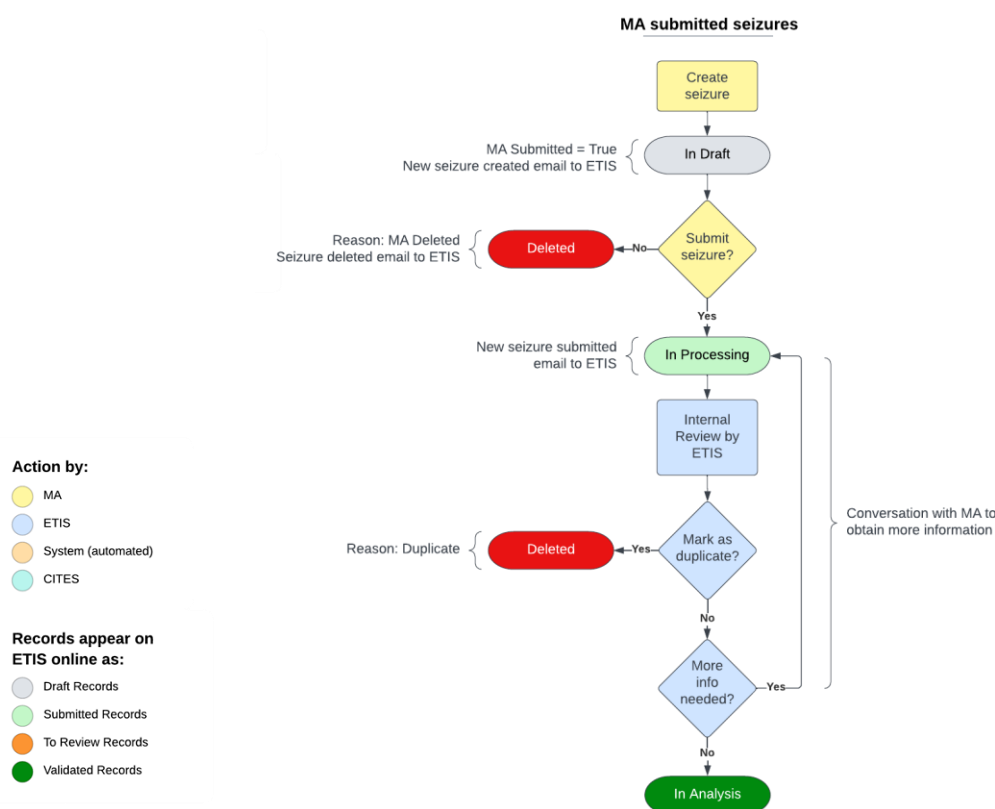 MA submitted seizures
Create
seizure
MA Submitted = True
New seizure created email to ETIS
In Draft
Reason: MA Deleted
Seizure deleted email to ETIS
Deleted
No
Submit
seizure?
Yes
New seizure submitted
email to ETIS
In Processing
Internal
Review by
ETIS
Conversation with MA to
obtain more information
Reason: Duplicate
Deleted
Yes
Mark as
duplicate?
No
More
info
needed?
Yes
No
In Analysis
Action by:
MA
ETIS
System (automated)
CITES
Records appear on
ETIS online as:
Draft Records
Submitted Records
To Review Records
Validated Records